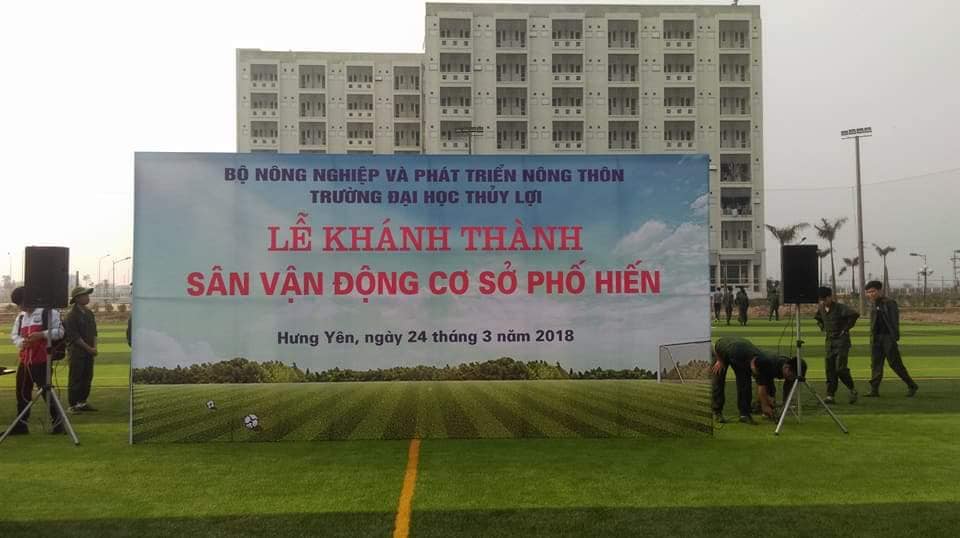 BỘ NÔNG NGHIỆP VÀ PHÁT TRIỂN NÔNG THÔN
TRƯỜNG ĐẠI HỌC THỦY LỢI
LỄ KHÁNH THÀNH
SÂN VẬN ĐỘNG CƠ SỞ PHỐ HIẾN
Hưng Yên, ngày 24 tháng 3 năm 2018